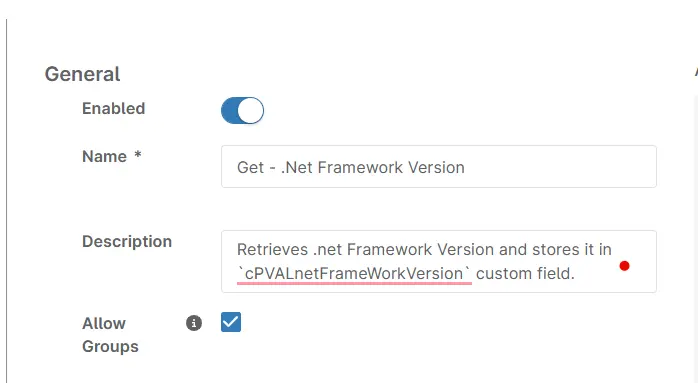 General
Enabled
Name *
Get - .Net Framework Version
Description
Retrieves .net Framework Version and stores it in
`cPVALnetFrameWorkVersion` custom field.
Allow
Groups